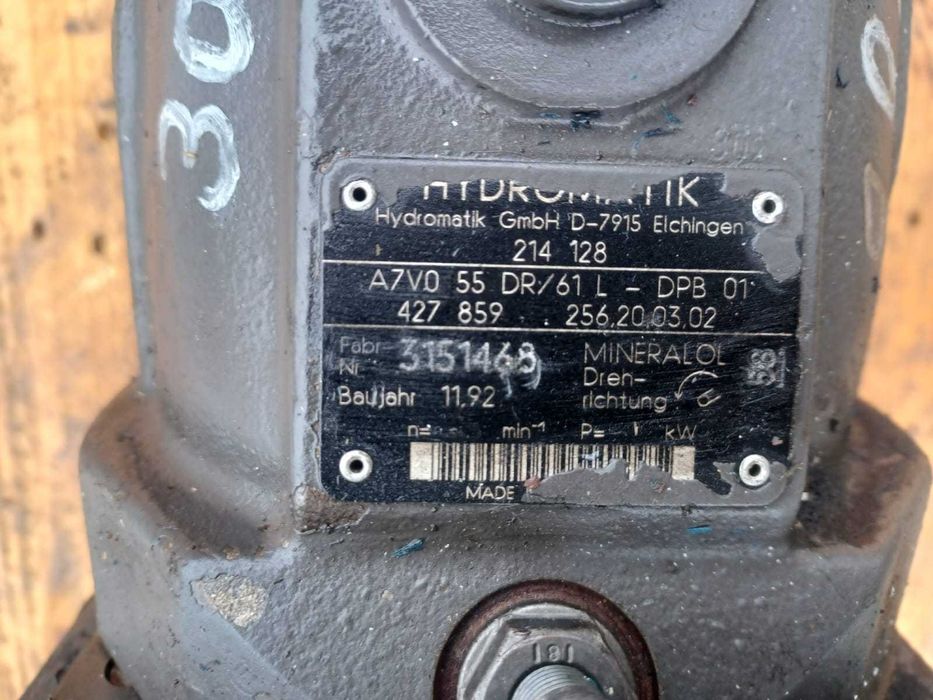 30
HYDROMATIK
Hydromatik GmbH D-7915 Elchingen
214 128
A7V0 55 DR/61 L - DPB 01
427 859 256.20.03.02
Fabr- Nr. 3151468 MINERALÖL
Dreh-
richtung
Baujahr 11.92
n= min-1 P= kW
MADE
181